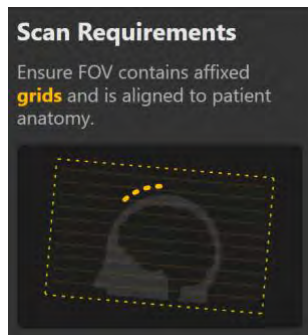 Scan Requirements
Ensure FOV contains affixed
grids and is aligned to patient
anatomy.